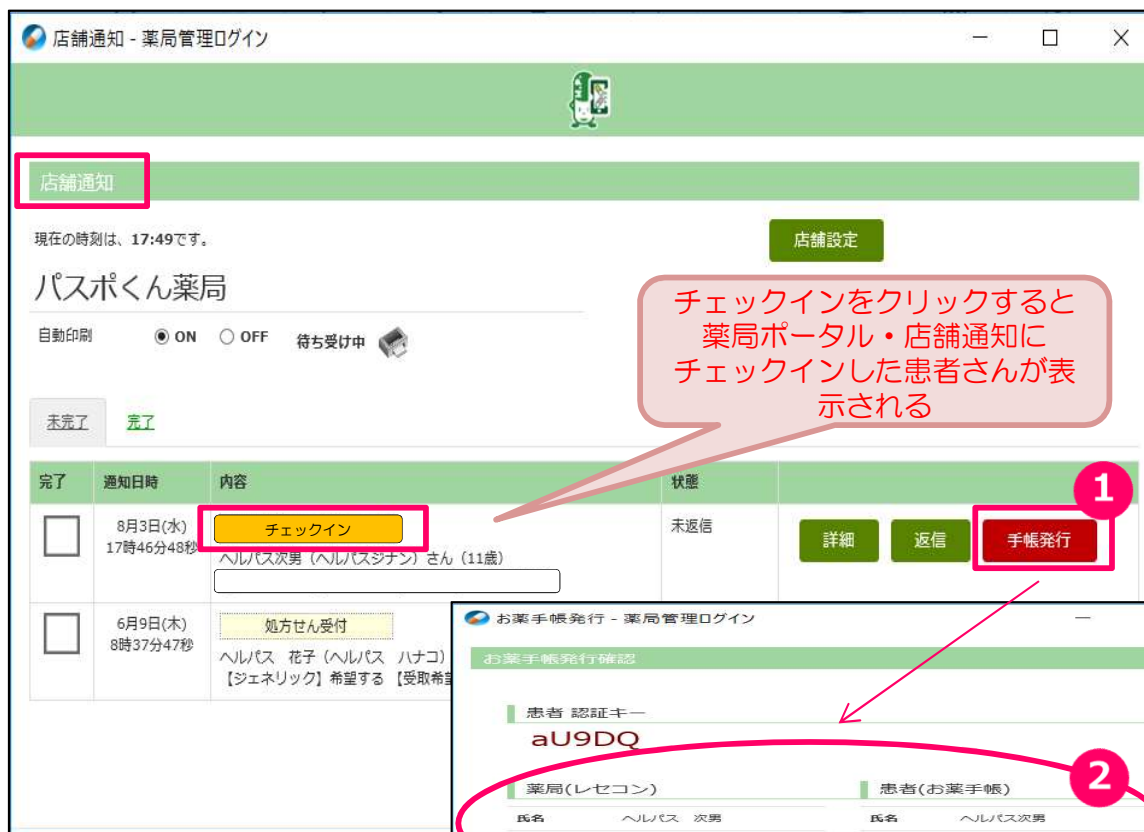 店舗通知 - 薬局管理ログイン
店舗通知
現在の時刻は、17:49です。
店舗設定
パスポくん薬局
自動印刷 ON OFF 待ち受け中
チェックインをクリックすると
薬局ポータル・店舗通知に
チェックインした患者さんが表
示される
未完了 完了
完了 通知日時 内容 状態
1
8月3日(水)
17時46分48秒
チェックイン
ヘルパス次男（ヘルパスジナン）さん（11歳）
未返信
詳細 返信 手帳発行
6月9日(木)
8時37分47秒
処方せん受付
ヘルパス 花子（ヘルパス ハナコ）
【ジェネリック】希望する 【受取希望
お薬手帳発行 - 薬局管理ログイン
お薬手帳発行確認
患者 認証キー
aU9DQ
2
薬局(レセコン) 患者(お薬手帳)
氏名 ヘルパス 次男 氏名 ヘルパス次男